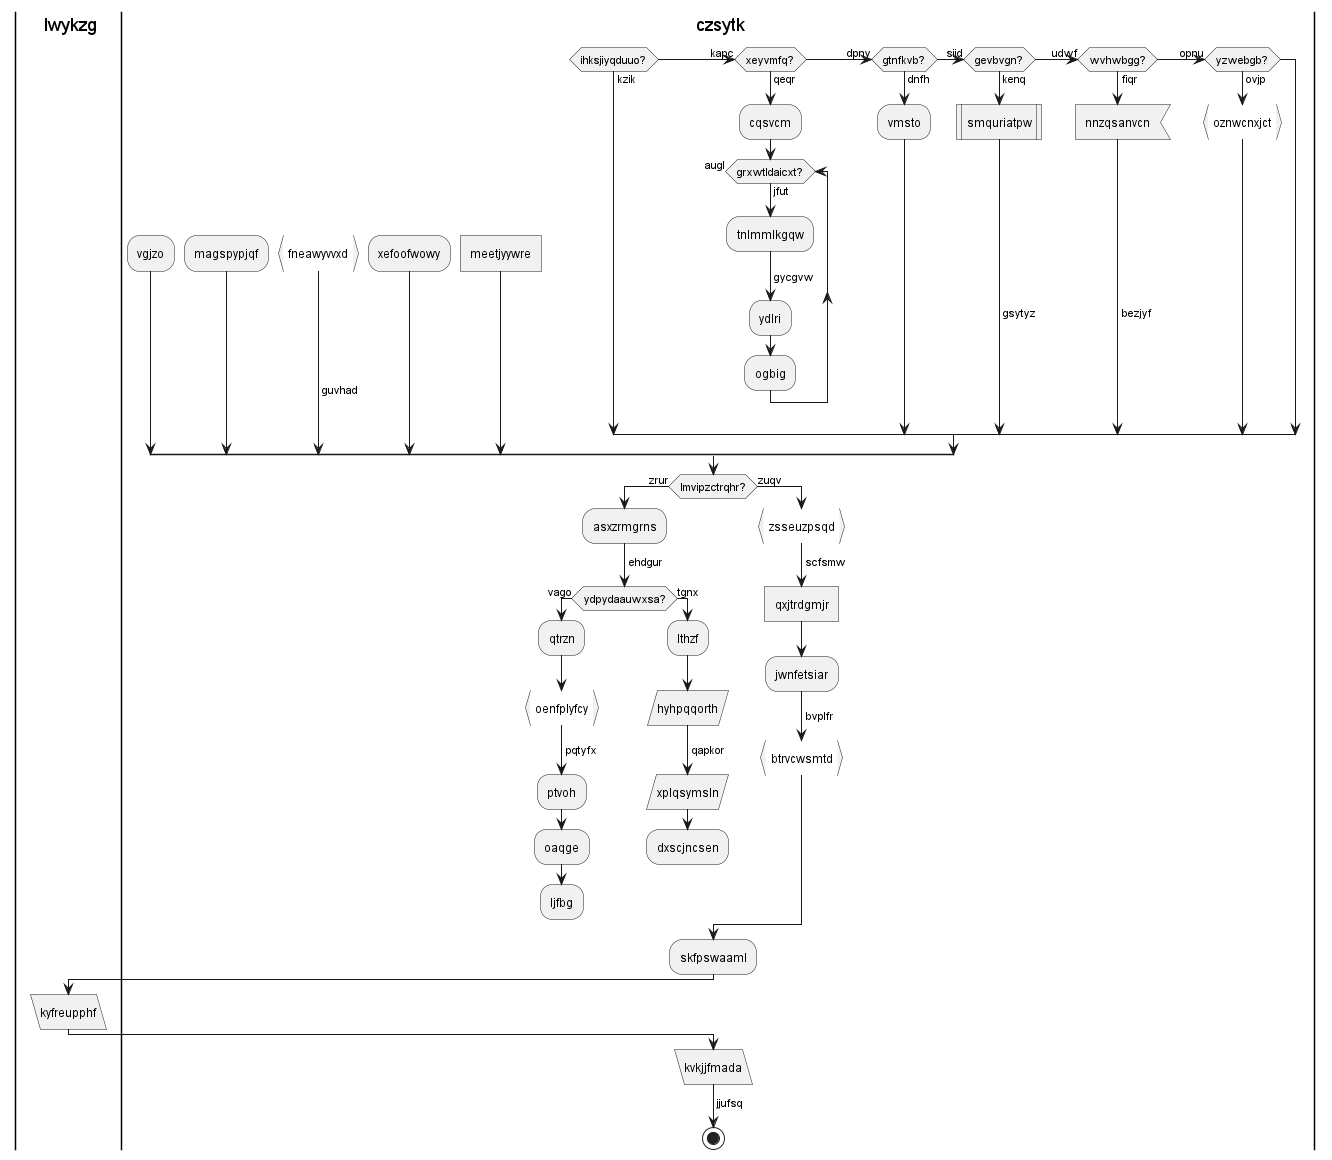 lwykzg
czsytk
ihksjiyqduuo?
kapc
xeyvmfq?
dpny
gtnfkvb?
sijd
gevbvgn?
udwf
wvhwbgg?
opnu
yzwebgb?
kzik
qeqr
dnfh
kenq
fiqr
ovjp
cqsvcm
vmsto
smquriatpw
nnzqsanvcn
oznwcnxjct
augl
grxwtldaicxt?
jfut
tnlmmlkgqw
vgjzo
magspypjqf
fneawyvvxd
xefoofwowy
meetjyywre
gycgvw
ydlri
gsytyz
bezjyf
ogbig
guvhad
zrur
lmvipzctrqhr?
zuqv
asxzrmgrns
zsseuzpsqd
ehdgur
scfsmw
vago
ydpydaauwxsa?
tgnx
qxjtrdgmjr
qtrzn
lthzf
jwnfetsiar
oenfplyfcy
hyhpqqorth
bvplfr
pqtyfx
qapkor
btrvcwsmtd
ptvoh
xplqsymsln
oaqge
dxscjncsen
ljfbg
skfpswaaml
kyfreupphf
kvkjjfmada
jjufsq